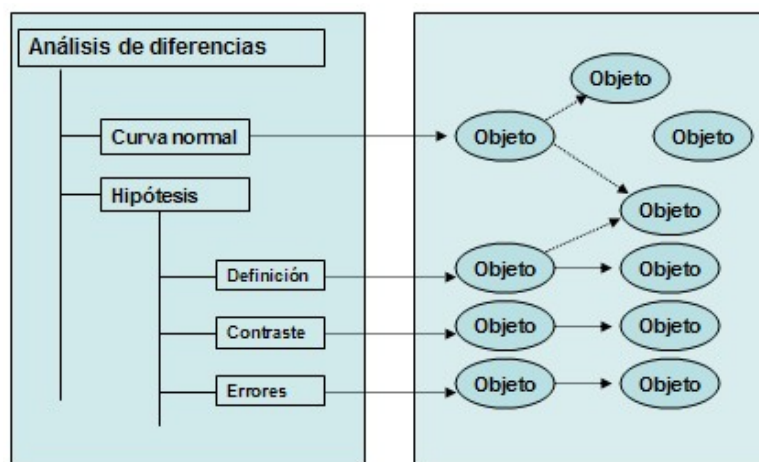 Análisis de diferencias
Curva normal
Hipótesis
Definición
Contraste
Errores
Objeto
Objeto
Objeto
Objeto
Objeto
Objeto
Objeto
Objeto
Objeto
Objeto